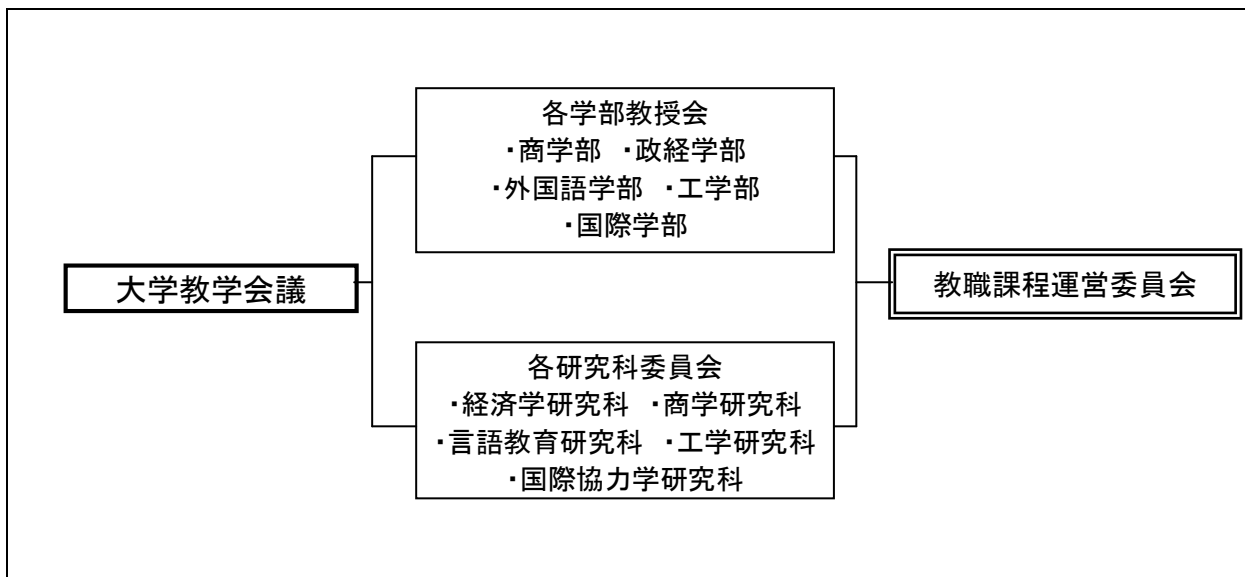 大学教学会議
各学部教授会
・商学部 ・政経学部
・外国語学部 ・工学部
・国際学部
各研究科委員会
・経済学研究科 ・商学研究科
・言語教育研究科 ・工学研究科
・国際協力学研究科
教職課程運営委員会